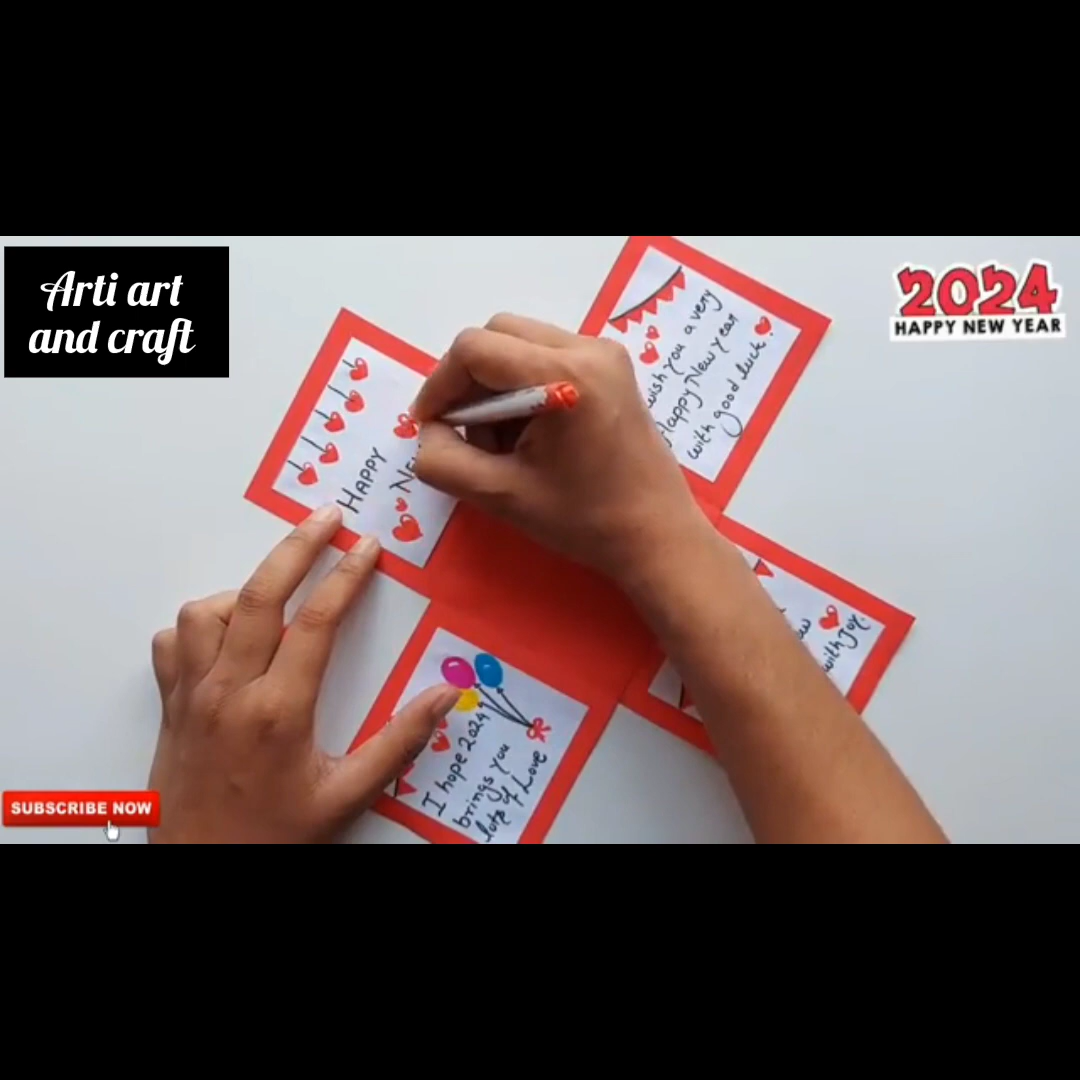 Arti art
and craft
2024
HAPPY NEW YEAR
HAPPY
wish you a very
Happy New Year
with good luck!
with Joy.
I hope 2024
brings you
lots of Love
SUBSCRIBE NOW